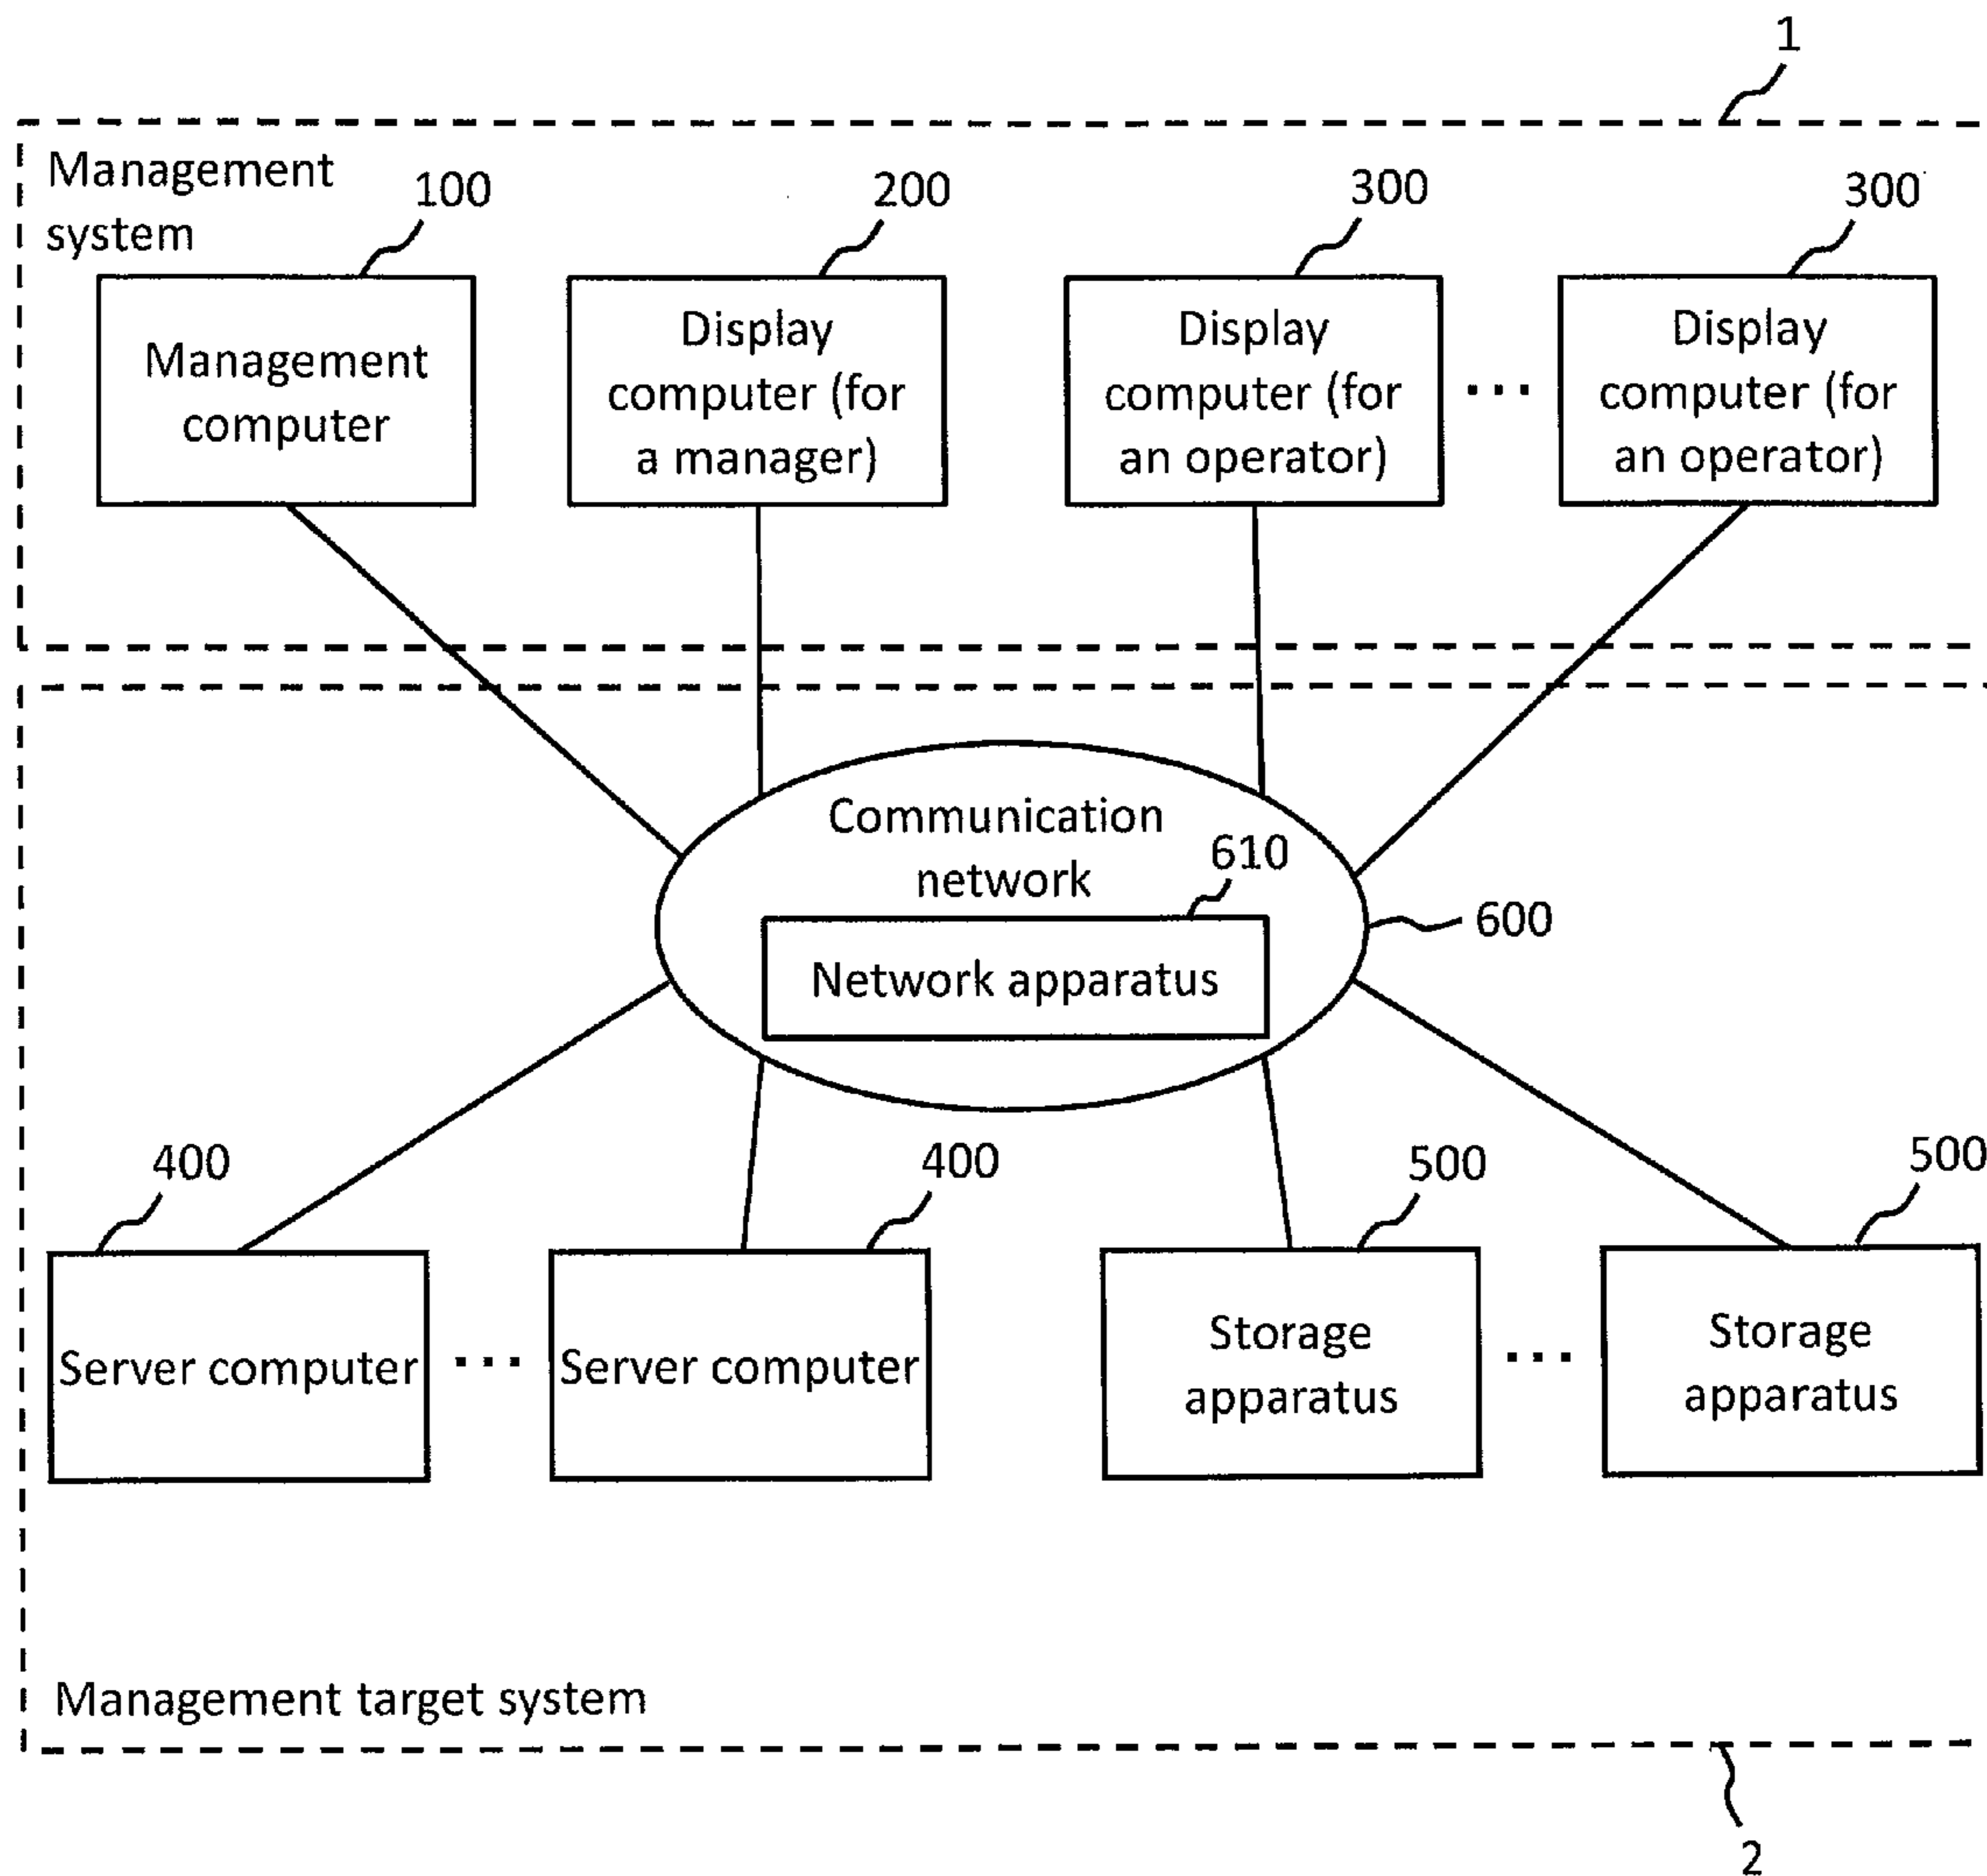 1
Management
system
100
200
300
300
Management
computer
Display
computer (for
a manager)
Display
computer (for
an operator)
...
Display
computer (for
an operator)
Communication
network
610
Network apparatus
600
400
400
500
500
Server computer
...
Server computer
Storage
apparatus
...
Storage
apparatus
Management target system
2